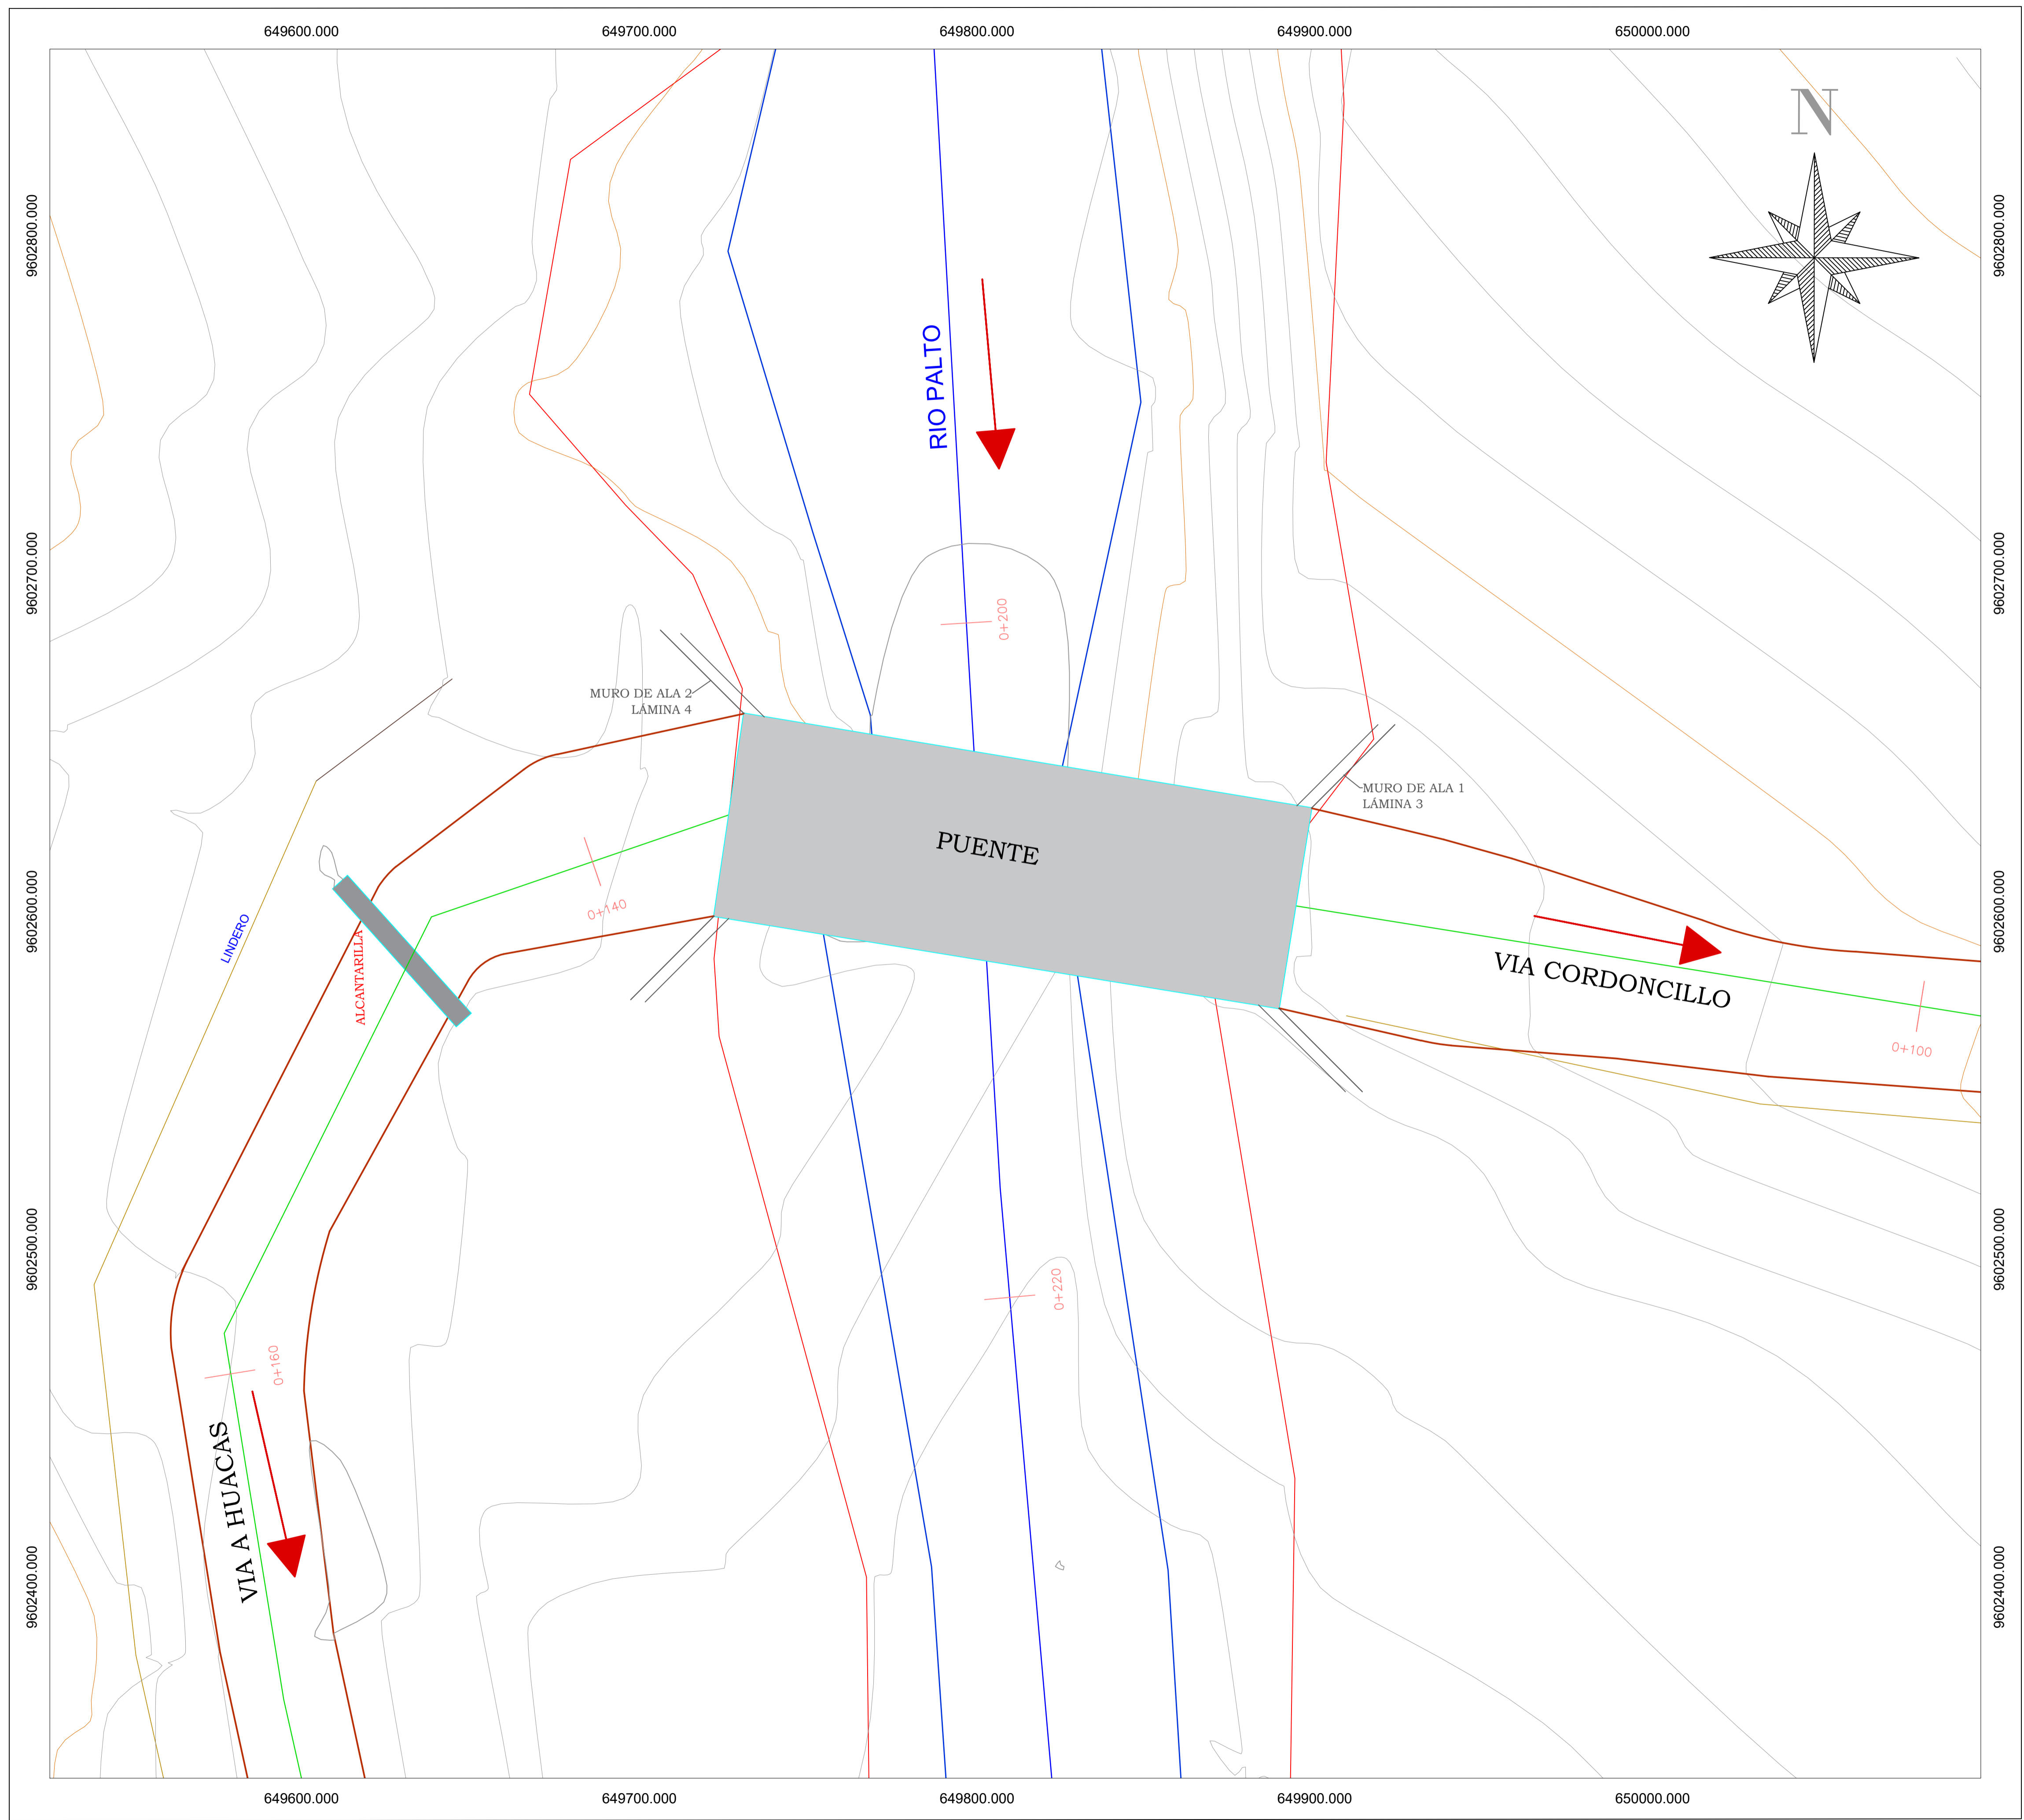 649600.000
649700.000
649800.000
649900.000
650000.000
N
9602800.000
9602800.000
RIO PALTO
9602700.000
9602700.000
0+200
MURO DE ALA 2
LÁMINA 4
MURO DE ALA 1
LÁMINA 3
PUENTE
9602600.000
9602600.000
LINDERO
ALCANTARILLA
0+140
VIA CORDONCILLO
0+100
9602500.000
9602500.000
0+220
0+160
VIA A HUACAS
9602400.000
9602400.000
649600.000
649700.000
649800.000
649900.000
650000.000